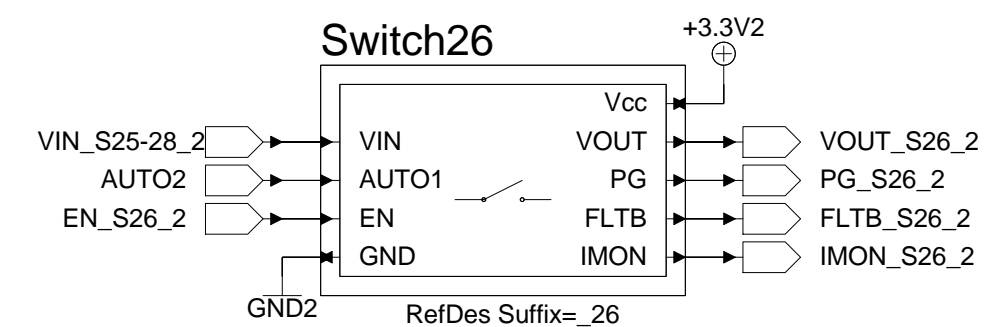 Switch26
+3.3V2
Vcc
VIN_S25-28_2
VIN
VOUT
VOUT_S26_2
AUTO2
AUTO1
PG
PG_S26_2
EN_S26_2
EN
FLTB
FLTB_S26_2
GND
IMON
IMON_S26_2
GND2
RefDes Suffix=_26